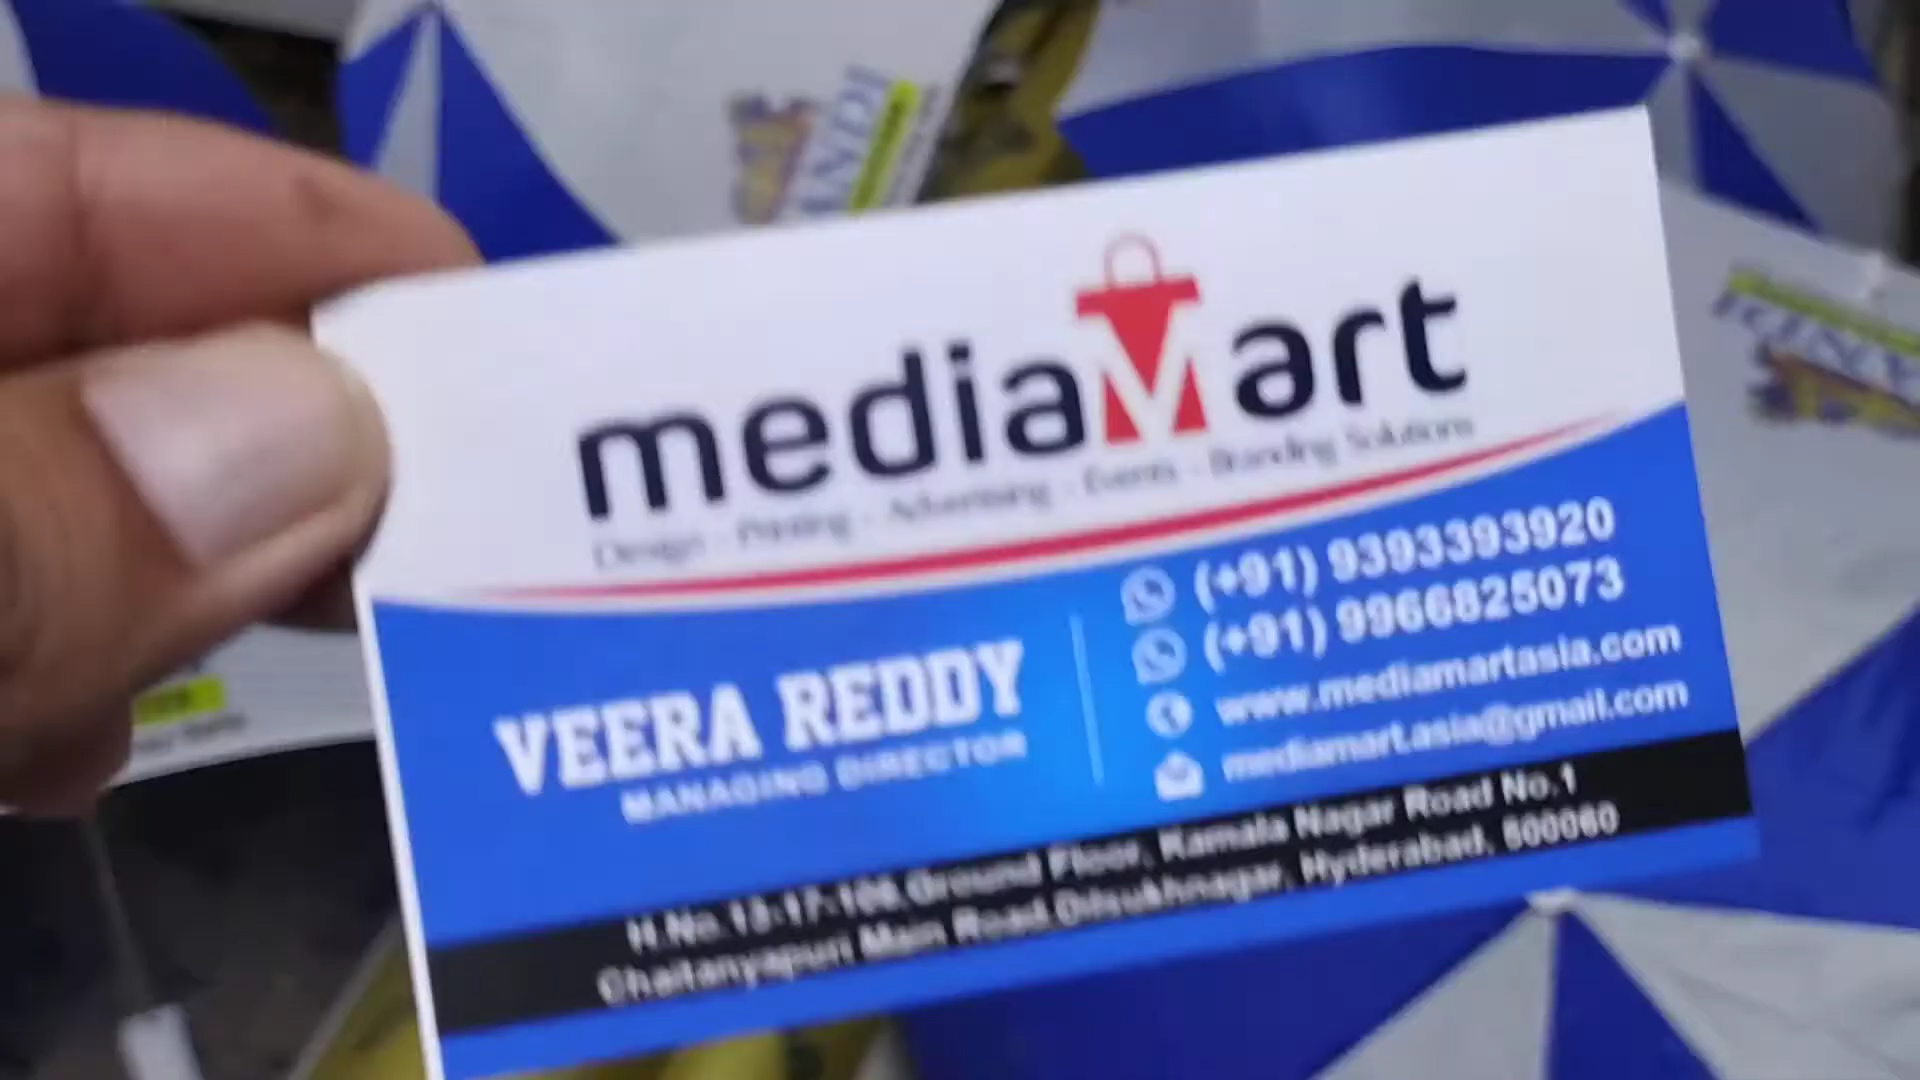 mediaMart
Design - Printing - Advertising - Events - Branding Solutions
VEERA REDDY
MANAGING DIRECTOR
(+91) 9393393920
(+91) 9966825073
www.mediamartasia.com
mediamart.asia@gmail.com
H.No.13-17-106,Ground Floor, Kamala Nagar Road No.1
Chaitanyapuri Main Road,Dilsukhnagar, Hyderabad, 500060